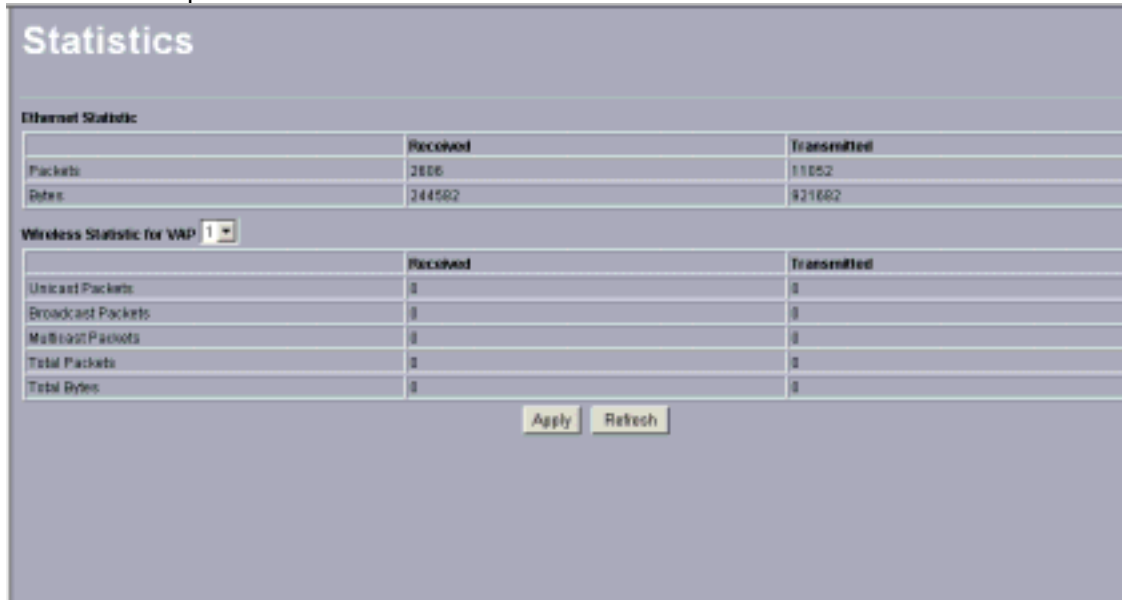 Statistics
Ethernet Statistic
Received Transmitted
Packets 2606 11052
Bytes 244582 921682
Wireless Statistic for VAP 1
Received Transmitted
Unicast Packets 0 0
Broadcast Packets 0 0
Multicast Packets 0 0
Total Packets 0 0
Total Bytes 0 0
Apply Refresh